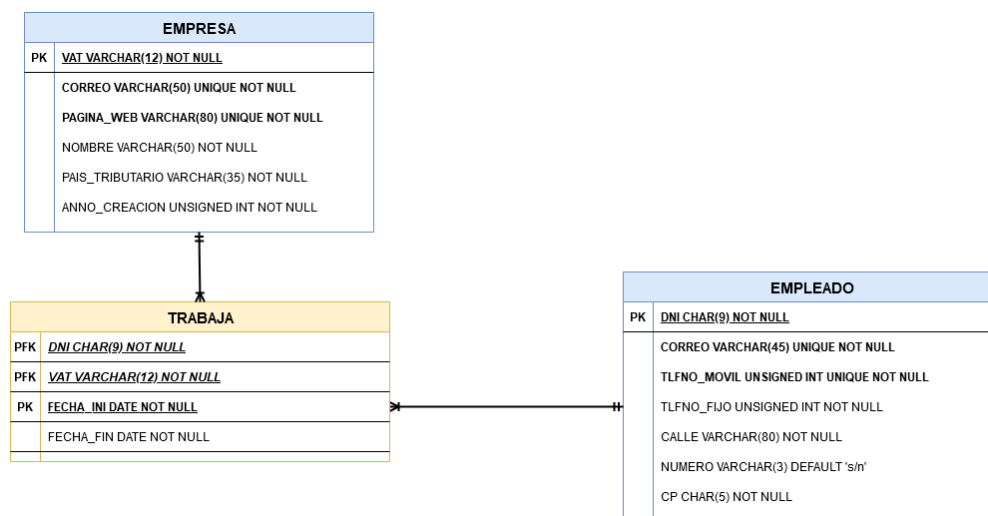 EMPRESA
PK VAT VARCHAR(12) NOT NULL
CORREO VARCHAR(50) UNIQUE NOT NULL
PAGINA_WEB VARCHAR(80) UNIQUE NOT NULL
NOMBRE VARCHAR(50) NOT NULL
PAIS_TRIBUTARIO VARCHAR(35) NOT NULL
ANNO_CREACION UNSIGNED INT NOT NULL
TRABAJA
PFK DNI CHAR(9) NOT NULL
PFK VAT VARCHAR(12) NOT NULL
PK FECHA_INI DATE NOT NULL
FECHA_FIN DATE NOT NULL
EMPLEADO
PK DNI CHAR(9) NOT NULL
CORREO VARCHAR(45) UNIQUE NOT NULL
TLFNO_MOVIL UNSIGNED INT UNIQUE NOT NULL
TLFNO_FIJO UNSIGNED INT NOT NULL
CALLE VARCHAR(80) NOT NULL
NUMERO VARCHAR(3) DEFAULT 's/n'
CP CHAR(5) NOT NULL